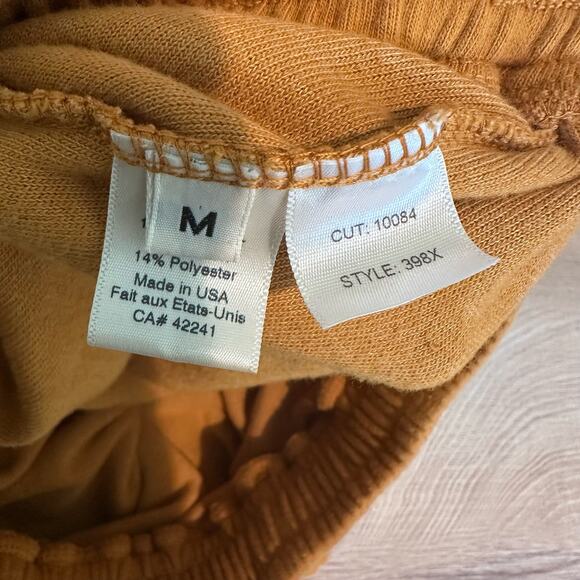 M
14% Polyester
Made in USA
Fait aux Etats-Unis
CA# 42241
CUT: 10084
STYLE: 398X